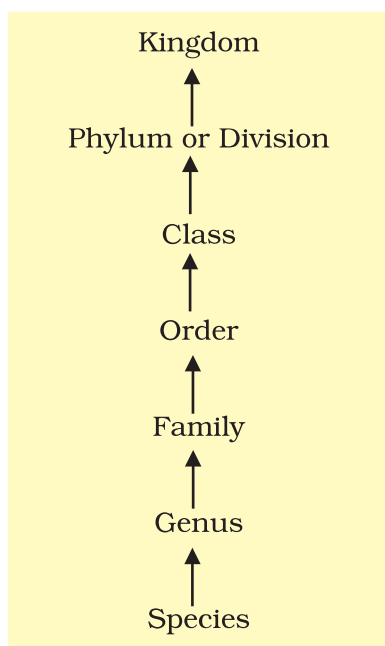 Kingdom
Phylum or Division
Class
Order
Family
Genus
Species